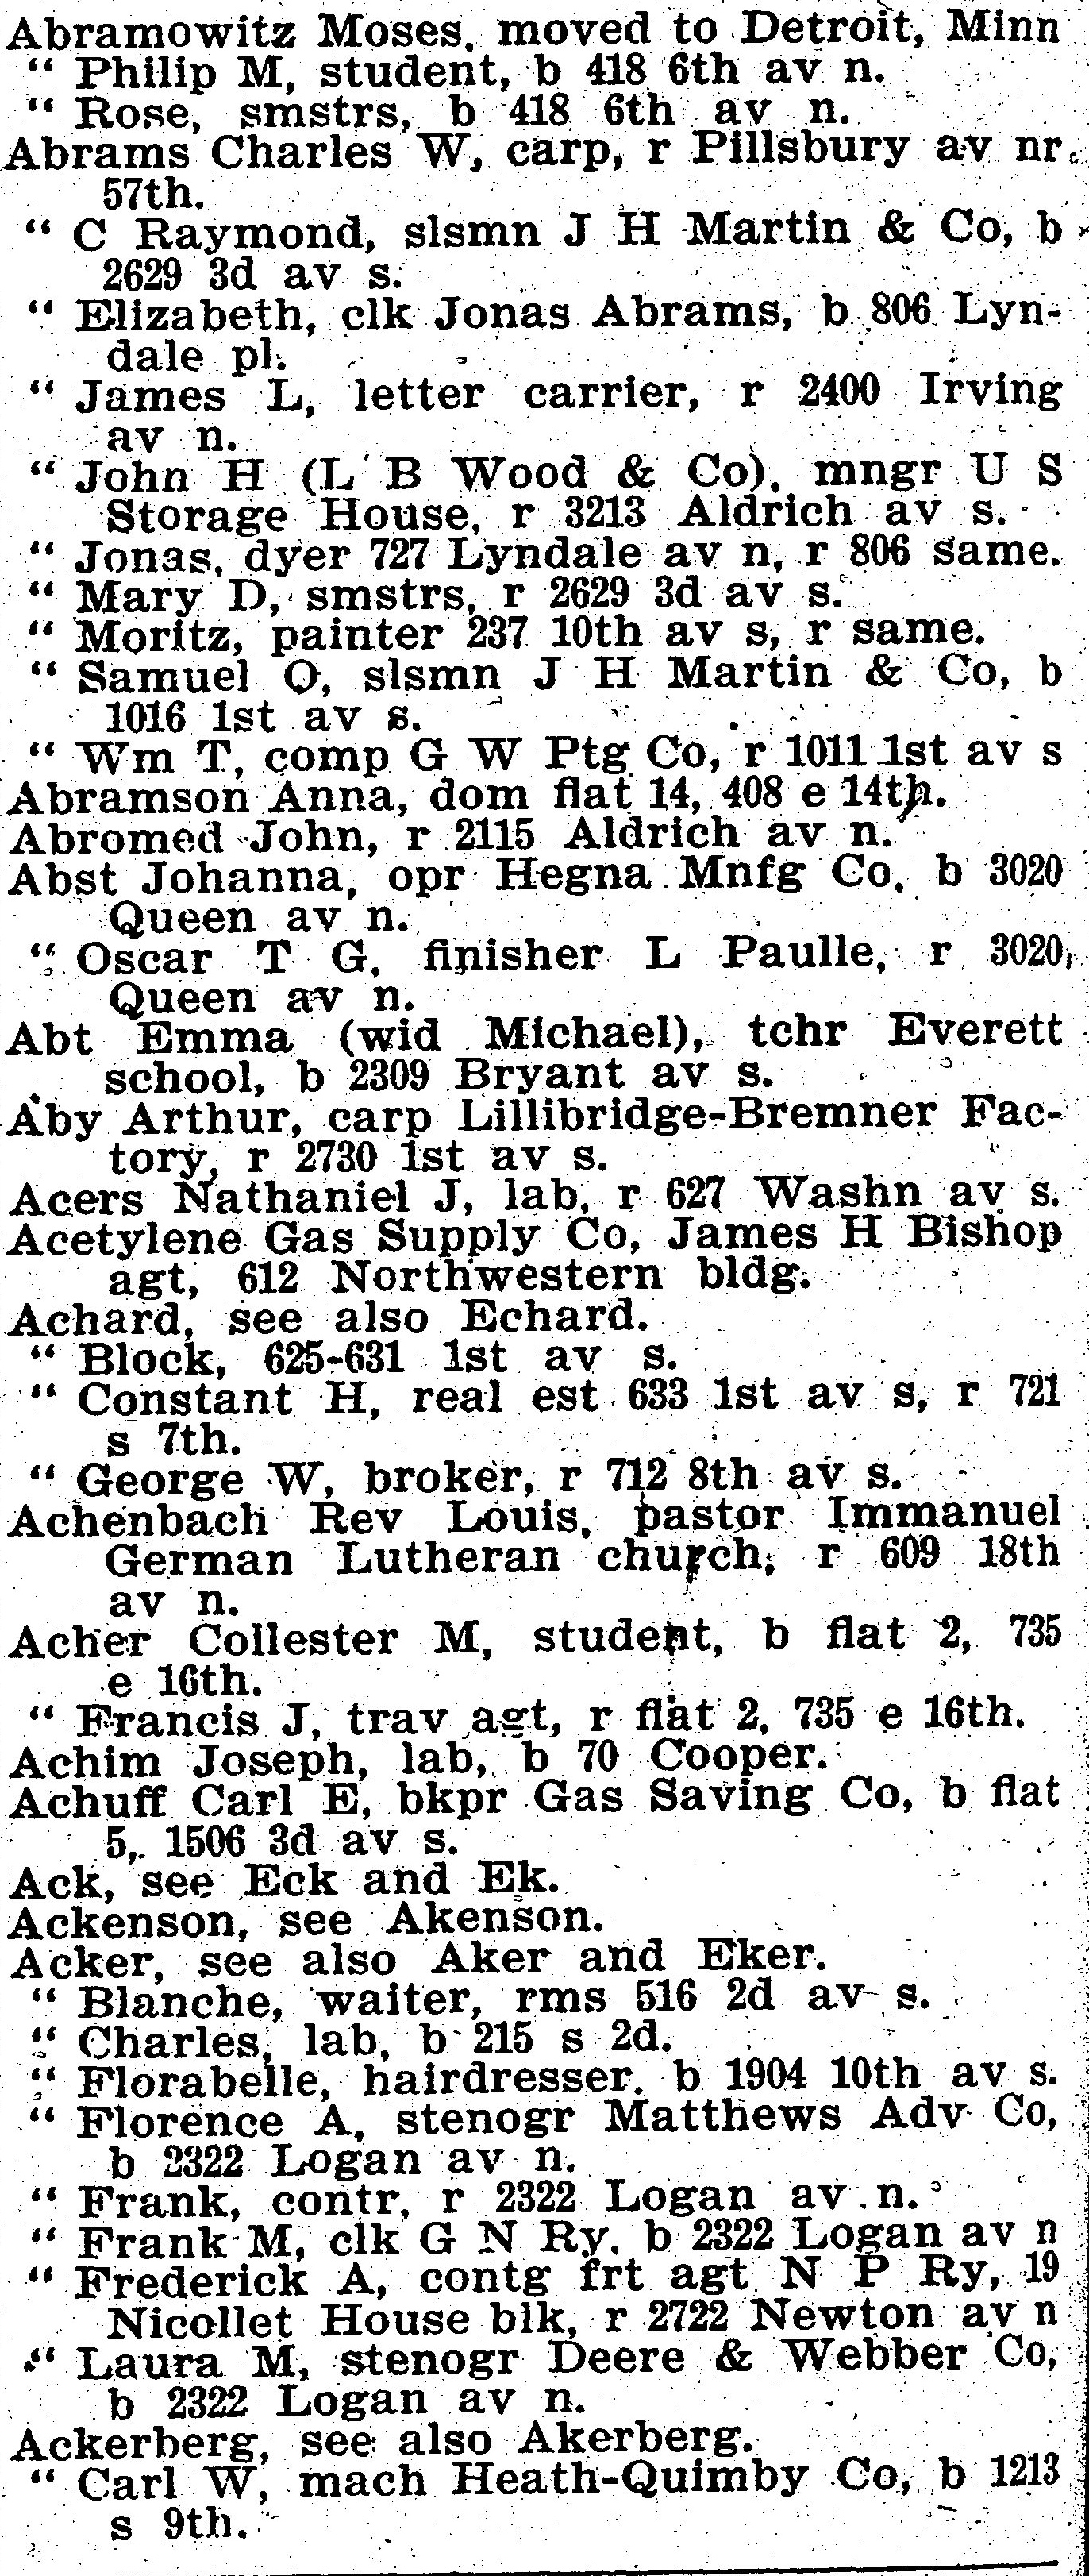 Abramowitz Moses, moved to Detroit, Minn
" Philip M, student, b 418 6th av n.
" Rose, smstrs, b 418 6th av n.
Abrams Charles W, carp, r Pillsbury av nr
57th.
" C Raymond, slsmn J H Martin & Co, b
2629 3d av s.
" Elizabeth, clk Jonas Abrams, b 806 Lyn-
dale pl.
" James L, letter carrier, r 2400 Irving
av n.
" John H (L B Wood & Co), mngr U S
Storage House, r 3213 Aldrich av s.
" Jonas, dyer 727 Lyndale av n, r 806 same.
" Mary D, smstrs, r 2629 3d av s.
" Moritz, painter 237 10th av s, r same.
" Samuel O, slsmn J H Martin & Co, b
1016 1st av s.
" Wm T, comp G W Ptg Co, r 1011 1st av s
Abramson Anna, dom flat 14, 408 e 14th.
Abromed John, r 2115 Aldrich av n.
Abst Johanna, opr Hegna Mnfg Co, b 3020
Queen av n.
" Oscar T G, finisher L Paulle, r 3020
Queen av n.
Abt Emma (wid Michael), tchr Everett
school, b 2309 Bryant av s.
Aby Arthur, carp Lillibridge-Bremner Fac-
tory, r 2730 1st av s.
Acers Nathaniel J, lab, r 627 Washn av s.
Acetylene Gas Supply Co, James H Bishop
agt, 612 Northwestern bldg.
Achard, see also Echard.
" Block, 625-631 1st av s.
" Constant H, real est 633 1st av s, r 721
s 7th.
" George W, broker, r 712 8th av s.
Achenbach Rev Louis, pastor Immanuel
German Lutheran church, r 609 18th
av n.
Acher Collester M, student, b flat 2, 735
e 16th.
" Francis J, trav agt, r flat 2, 735 e 16th.
Achim Joseph, lab, b 70 Cooper.
Achuff Carl E, bkpr Gas Saving Co, b flat
5, 1506 3d av s.
Ack, see Eck and Ek.
Ackenson, see Akenson.
Acker, see also Aker and Eker.
" Blanche, waiter, rms 516 2d av s.
" Charles, lab, b 215 s 2d.
" Florabelle, hairdresser, b 1904 10th av s.
" Florence A, stenogr Matthews Adv Co,
b 2322 Logan av n.
" Frank, contr, r 2322 Logan av n.
" Frank M, clk G N Ry, b 2322 Logan av n
" Frederick A, contg frt agt N P Ry, 19
Nicollet House blk, r 2722 Newton av n
" Laura M, stenogr Deere & Webber Co,
b 2322 Logan av n.
Ackerberg, see also Akerberg.
" Carl W, mach Heath-Quimby Co, b 1213
s 9th.